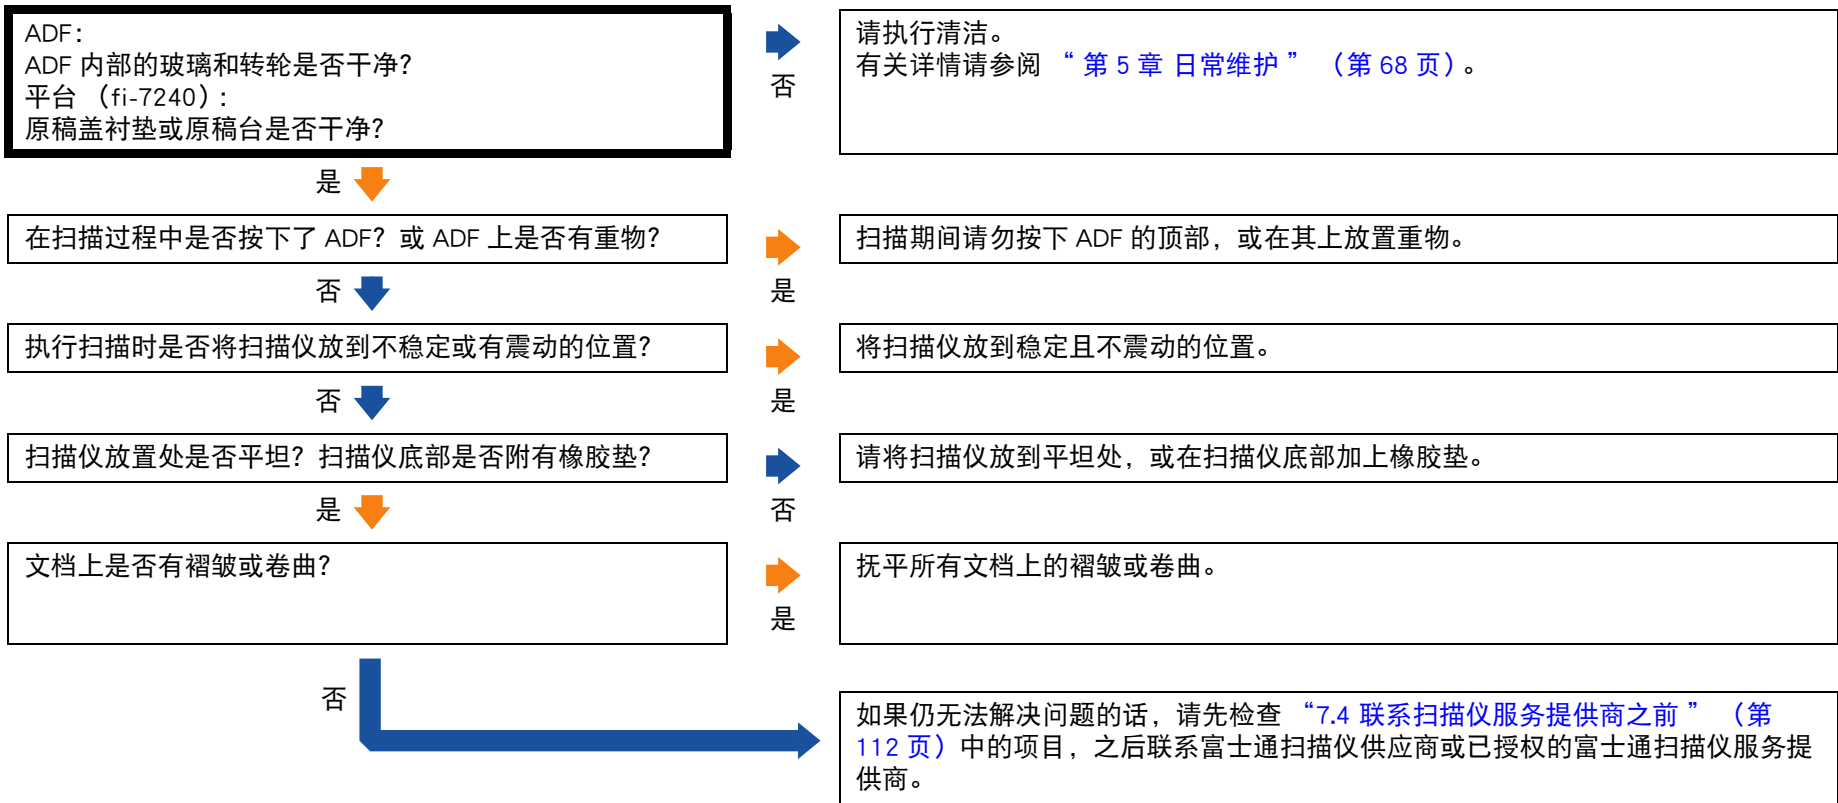 ADF：
ADF 内部的玻璃和转轮是否干净？
平台 （fi-7240）：
原稿盖衬垫或原稿台是否干净？
否
请执行清洁。
有关详情请参阅 “ 第 5 章 日常维护 ” （第 68 页）。
是
在扫描过程中是否按下了 ADF？或 ADF 上是否有重物？
是
扫描期间请勿按下 ADF 的顶部，或在其上放置重物。
否
执行扫描时是否将扫描仪放到不稳定或有震动的位置？
是
将扫描仪放到稳定且不震动的位置。
否
扫描仪放置处是否平坦？扫描仪底部是否附有橡胶垫？
否
请将扫描仪放到平坦处，或在扫描仪底部加上橡胶垫。
是
文档上是否有褶皱或卷曲？
是
抚平所有文档上的褶皱或卷曲。
否
如果仍无法解决问题的话，请先检查 “7.4 联系扫描仪服务提供商之前 ” （第
112 页）中的项目，之后联系富士通扫描仪供应商或已授权的富士通扫描仪服务提
供商。